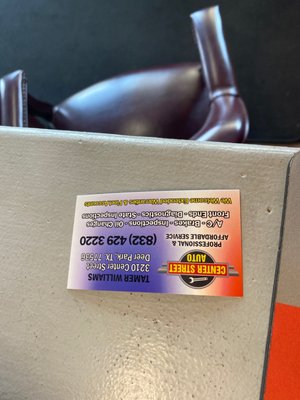 CENTER STREET
AUTO
PROFESSIONAL &
AFFORDABLE SERVICE
TAMER WILLIAMS
3210 Center Street
Deer Park, TX 77536
(832) 429 3220
A/C - Brakes - Inspections - Oil Changes
Front Ends - Diagnostics - State Inspections
We Welcome Extended Warranties & Fleet Accounts